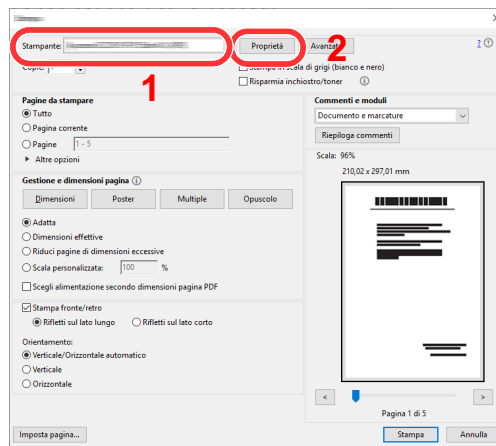 Stampante:
Proprietà
Avanzate
2
?
Copie:
1
Stampa in scala di grigi (bianco e nero)
Risparmia inchiostro/toner
Pagine da stampare
Tutto
Pagina corrente
Pagine 1 - 5
Altre opzioni
Commenti e moduli
Documento e marcature
Riepiloga commenti
Scala: 96%
210,02 x 297,01 mm
Gestione e dimensioni pagina
Dimensioni Poster Multiple Opuscolo
Adatta
Dimensioni effettive
Riduci pagine di dimensioni eccessive
Scala personalizzata: 100 %
Scegli alimentazione secondo dimensioni pagina PDF
Stampa fronte/retro
Rifletti sul lato lungo Rifletti sul lato corto
Orientamento:
Verticale/Orizzontale automatico
Verticale
Orizzontale
< >
Pagina 1 di 5
Imposta pagina... Stampa Annulla